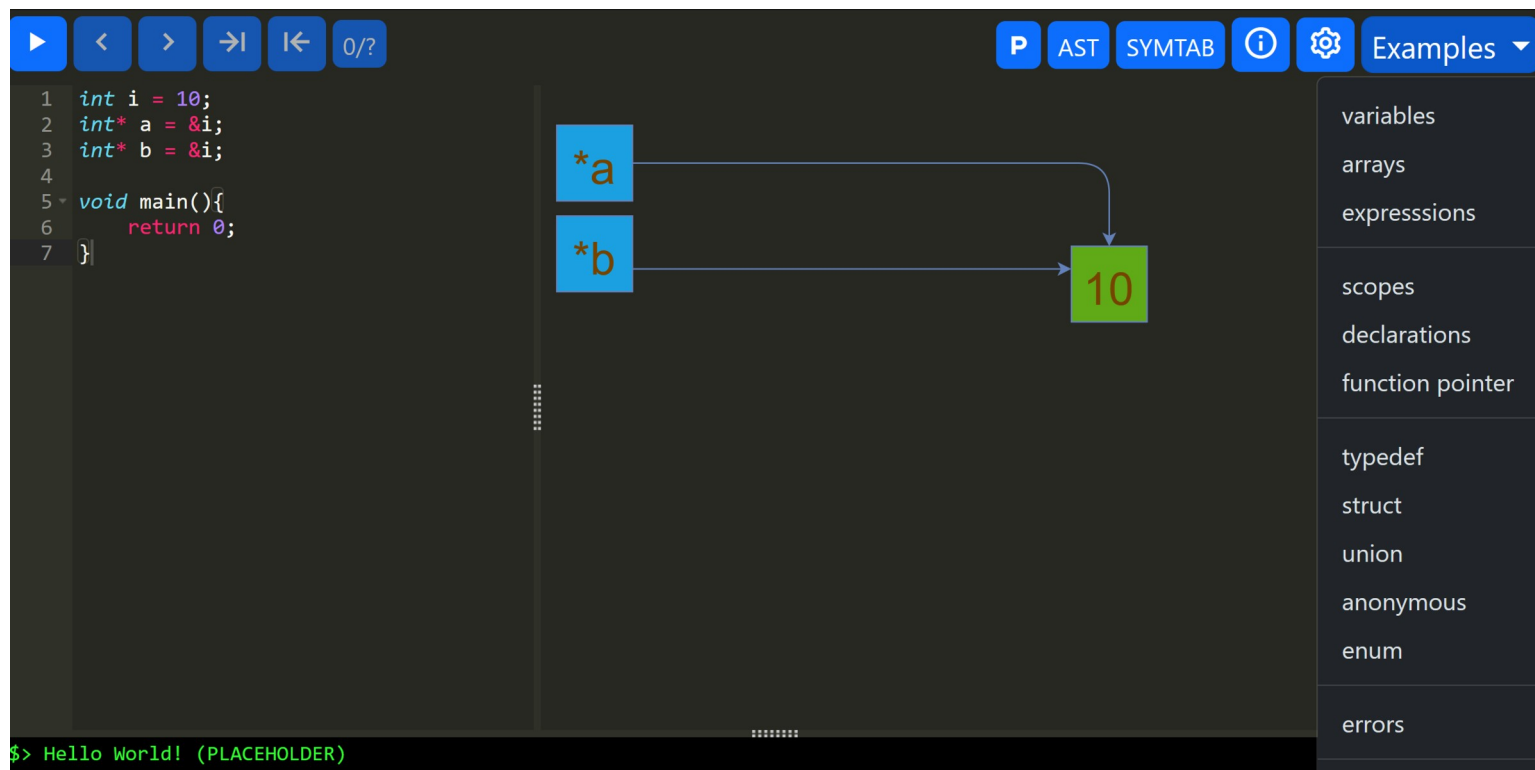 0/?
P AST SYMTAB Examples
1 int i = 10;
2 int* a = &i;
3 int* b = &i;
4
5 void main(){
6     return 0;
7 }
*a
*b
10
variables
arrays
expresssions
scopes
declarations
function pointer
typedef
struct
union
anonymous
enum
errors
$> Hello World! (PLACEHOLDER)